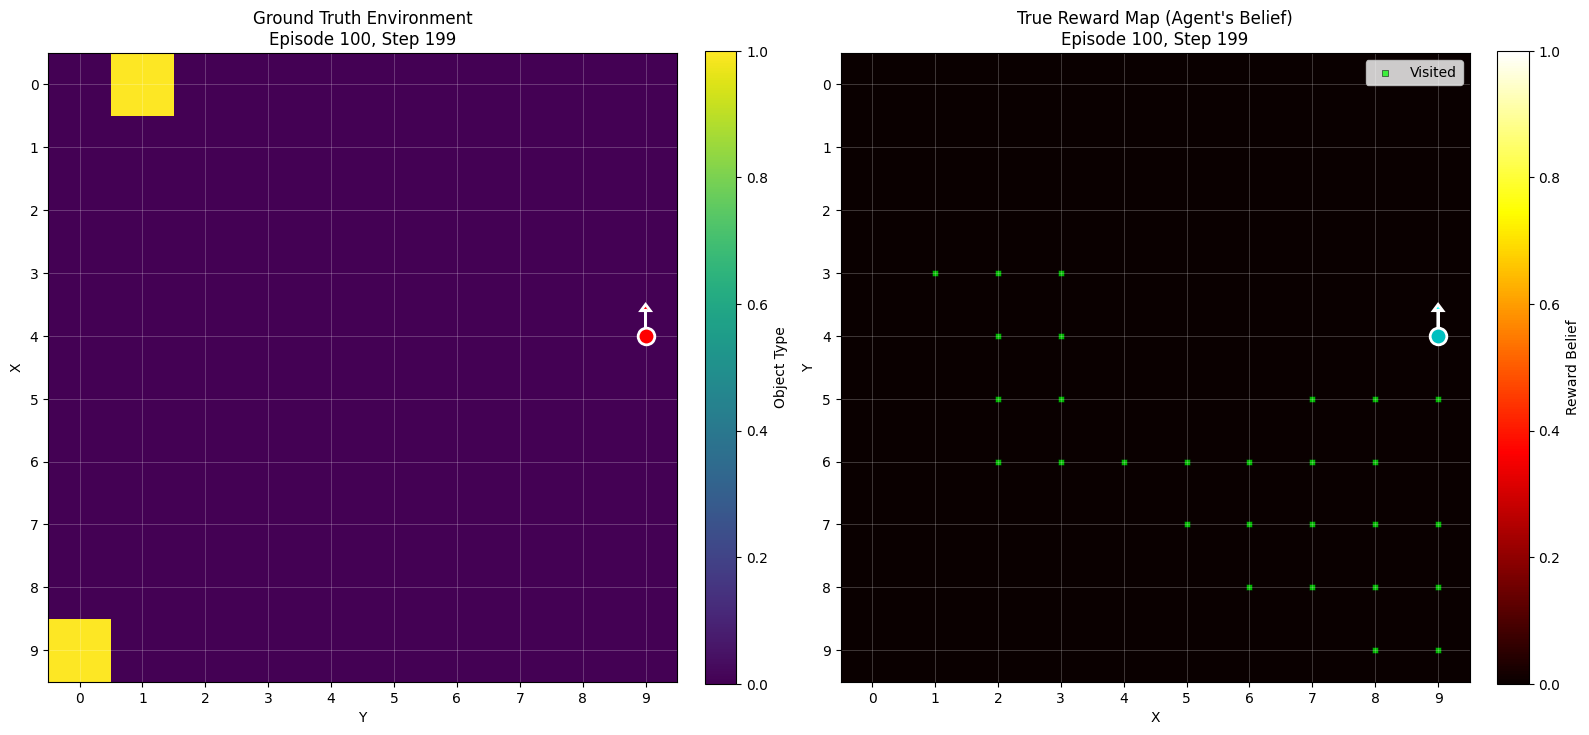 Ground Truth Environment
Episode 100, Step 199
0
1
2
3
4
5
6
7
8
9
X
0 1 2 3 4 5 6 7 8 9
Y
1.0
0.8
0.6
0.4
0.2
0.0
Object Type
True Reward Map (Agent's Belief)
Episode 100, Step 199
Visited
0
1
2
3
4
5
6
7
8
9
Y
0 1 2 3 4 5 6 7 8 9
X
1.0
0.8
0.6
0.4
0.2
0.0
Reward Belief